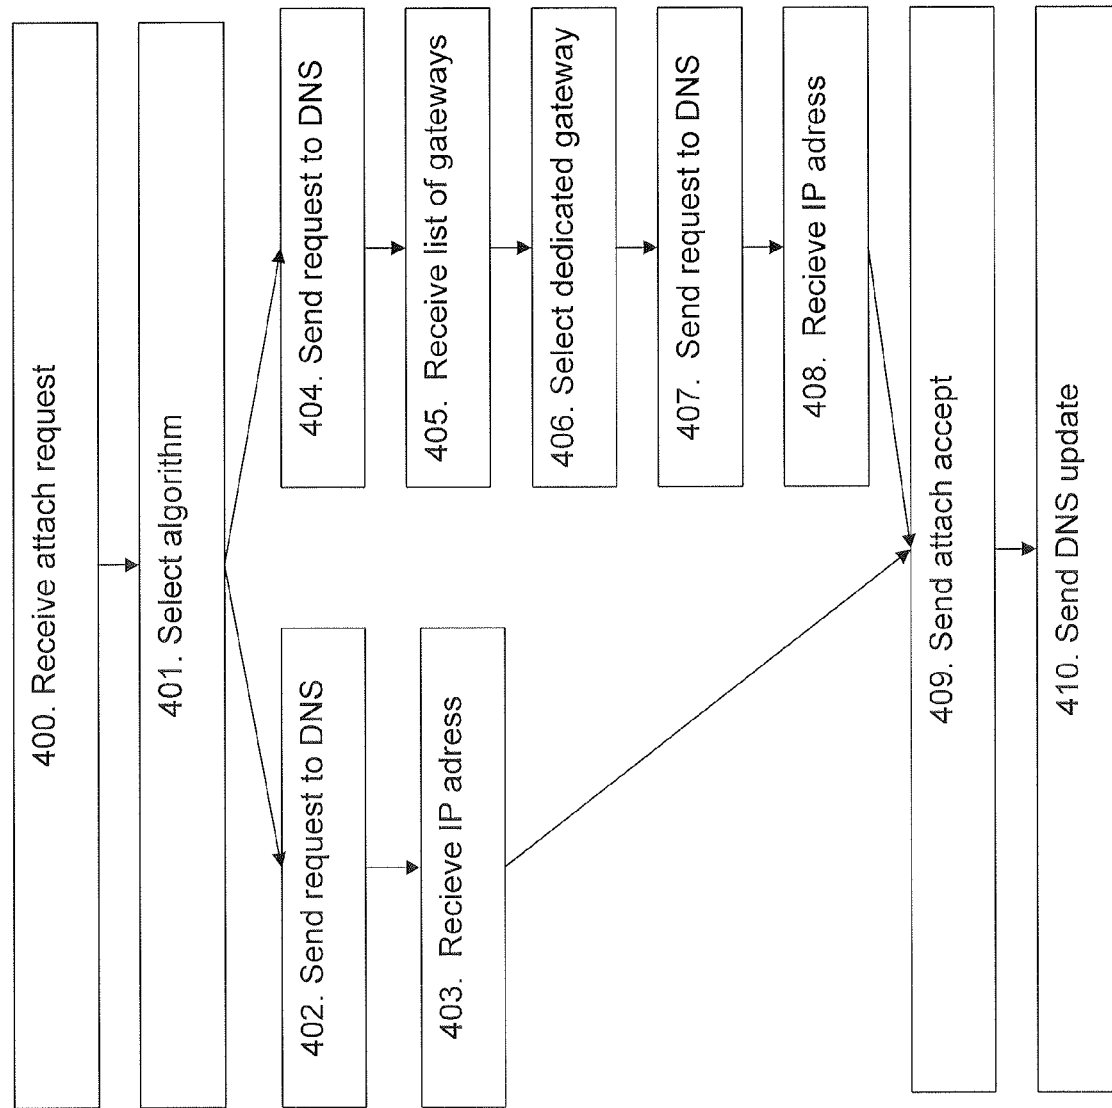 400. Receive attach request
401. Select algorithm
402. Send request to DNS
403. Recieve IP adress
404. Send request to DNS
405. Receive list of gateways
406. Select dedicated gateway
407. Send request to DNS
408. Recieve IP adress
409. Send attach accept
410. Send DNS update